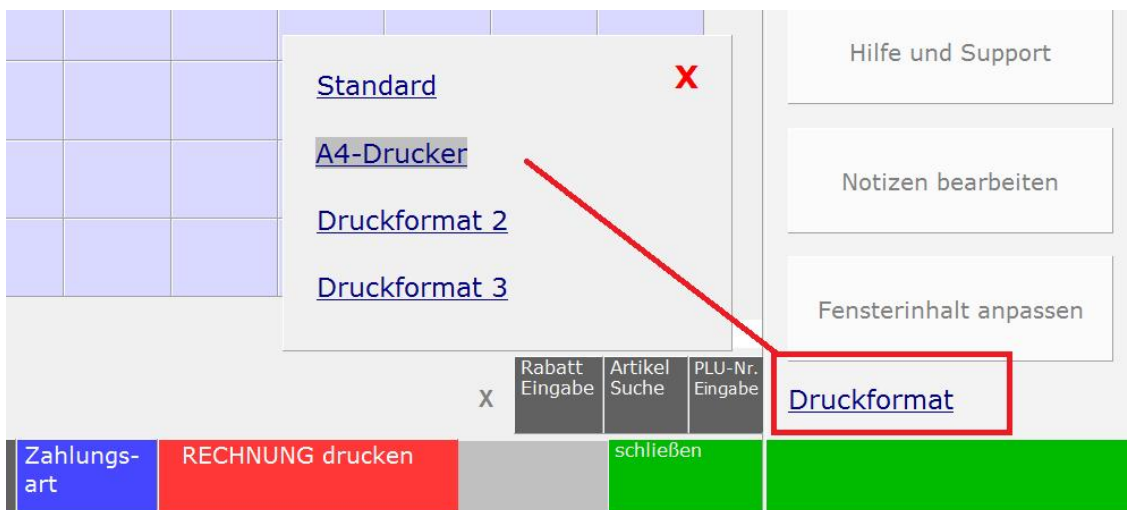 Standard
X
A4-Drucker
Druckformat 2
Druckformat 3
Hilfe und Support
Notizen bearbeiten
Fensterinhalt anpassen
X
Rabatt
Eingabe
Artikel
Suche
PLU-Nr.
Eingabe
Druckformat
Zahlungs-
art
RECHNUNG drucken
schließen